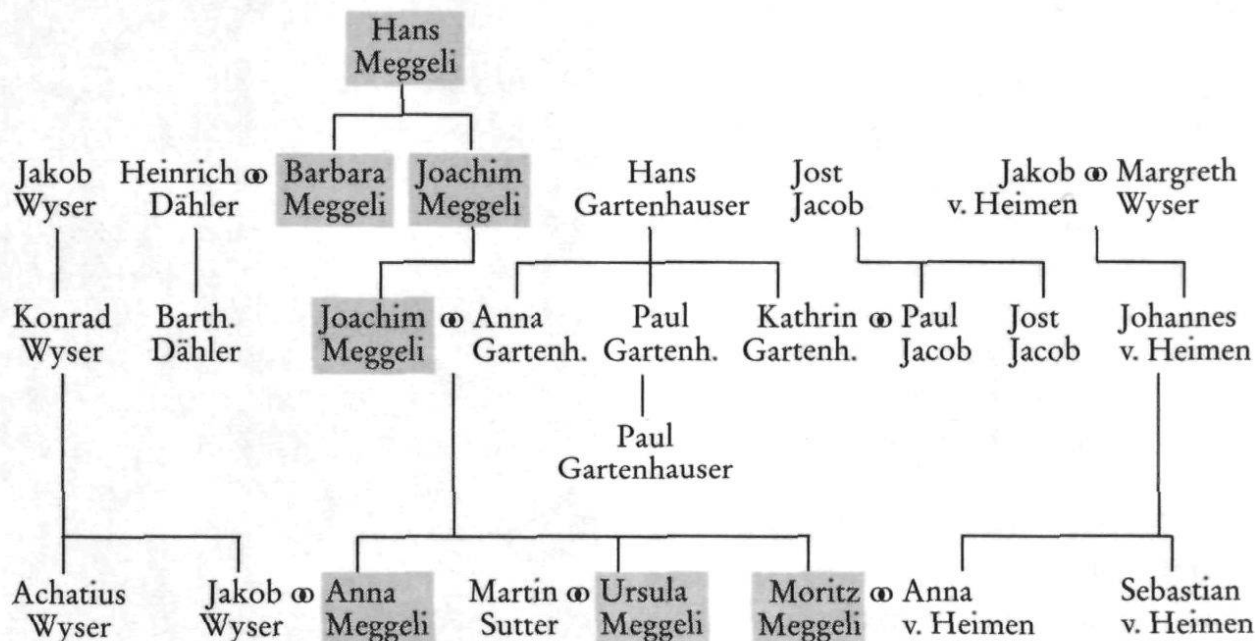 Hans
Meggeli
Jakob Heinrich ⚭ Barbara Joachim Hans Jost Jakob ⚭ Margreth
Wyser Dähler Meggeli Meggeli Gartenhauser Jacob v. Heimen Wyser
Konrad Barth. Joachim ⚭ Anna Paul Kathrin ⚭ Paul Jost Johannes
Wyser Dähler Meggeli Gartenh. Gartenh. Gartenh. Jacob Jacob v. Heimen
Paul
Gartenhauser
Achatius Jakob ⚭ Anna Martin ⚭ Ursula Moritz ⚭ Anna Sebastian
Wyser Wyser Meggeli Sutter Meggeli Meggeli v. Heimen v. Heimen